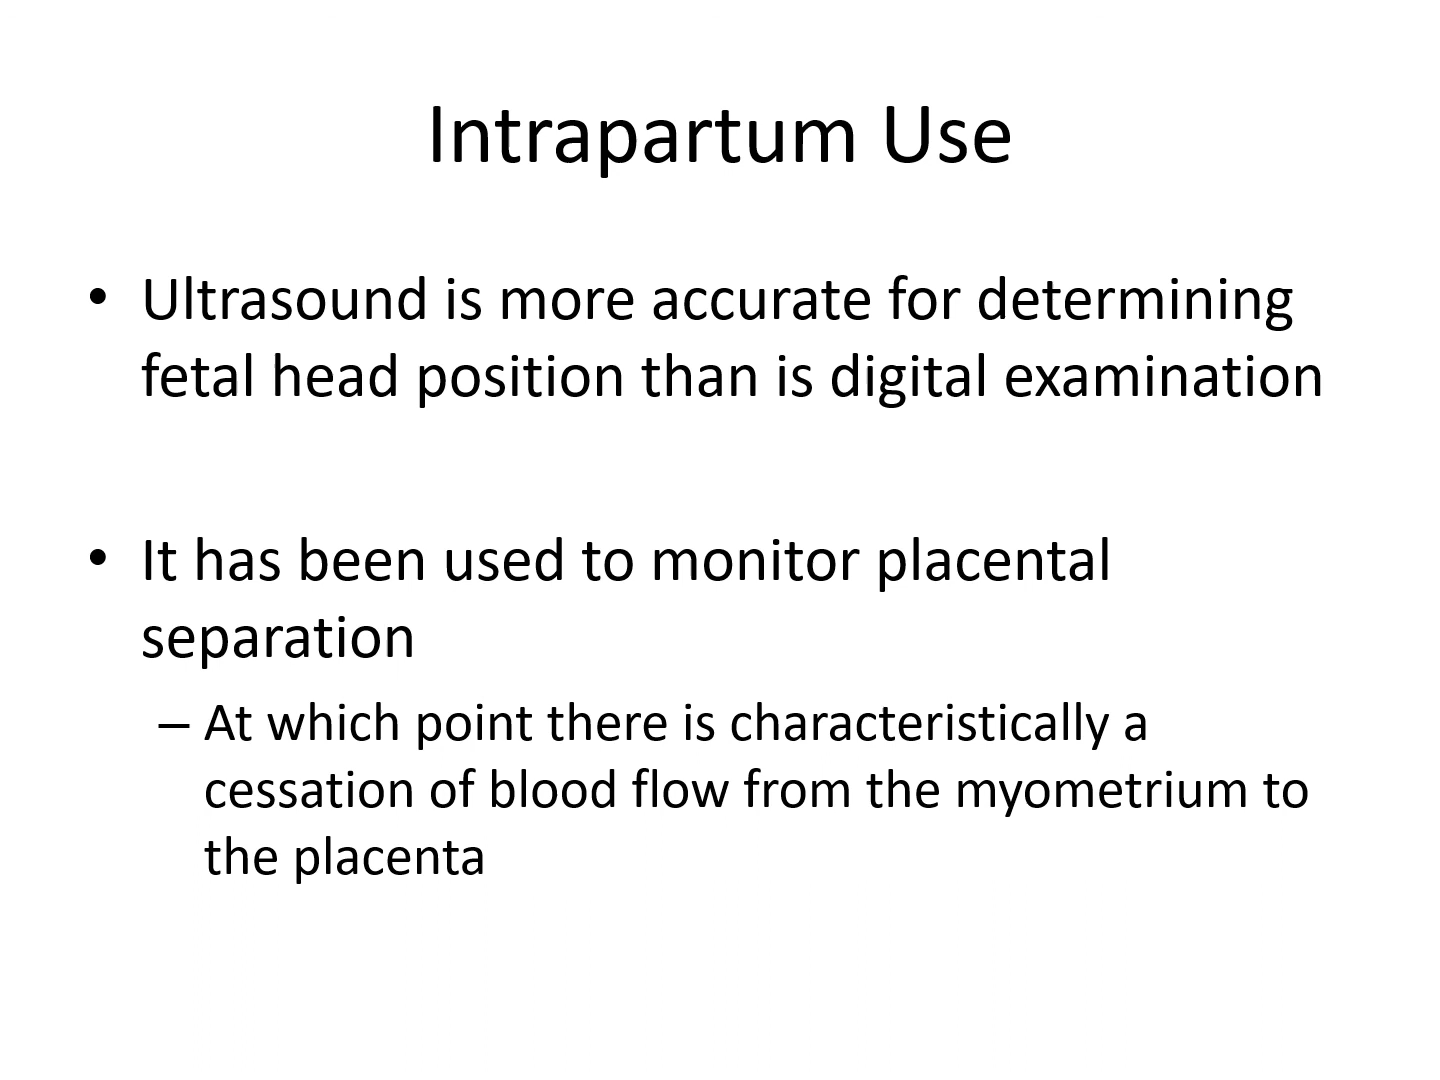 Intrapartum Use
• Ultrasound is more accurate for determining
fetal head position than is digital examination
• It has been used to monitor placental
separation
– At which point there is characteristically a
cessation of blood flow from the myometrium to
the placenta